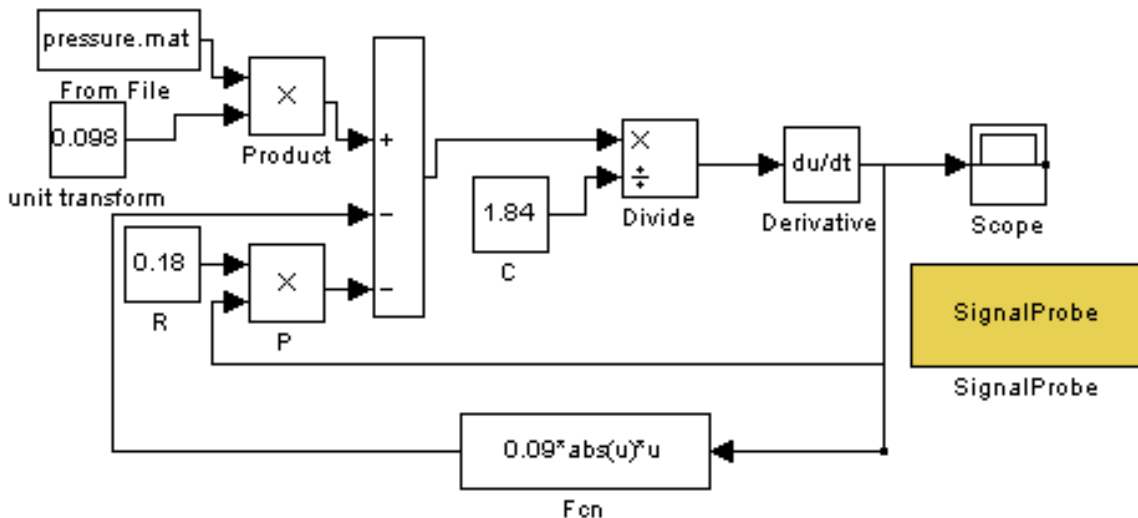 pressure.mat
From File
0.098
unit transform
×
Product
+
−
−
0.18
R
×
P
1.84
C
×
÷
Divide
du/dt
Derivative
Scope
SignalProbe
SignalProbe
0.09*abs(u)*u
Fcn